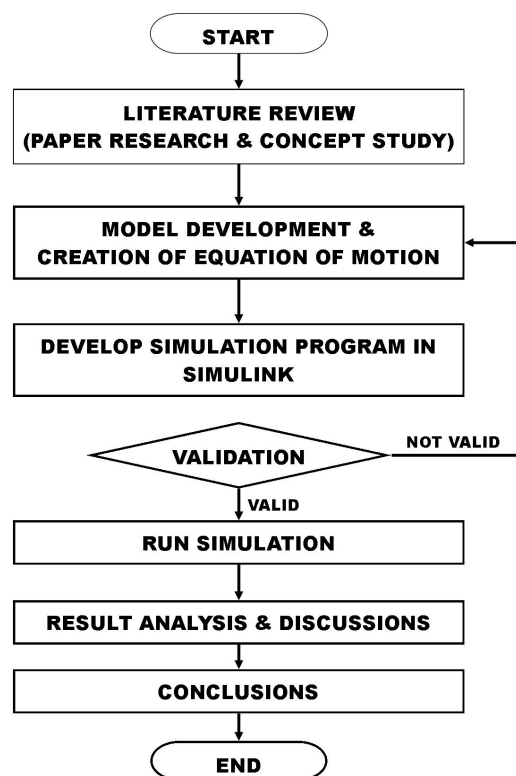 START
LITERATURE REVIEW
(PAPER RESEARCH & CONCEPT STUDY)
MODEL DEVELOPMENT &
CREATION OF EQUATION OF MOTION
DEVELOP SIMULATION PROGRAM IN
SIMULINK
VALIDATION
NOT VALID
VALID
RUN SIMULATION
RESULT ANALYSIS & DISCUSSIONS
CONCLUSIONS
END